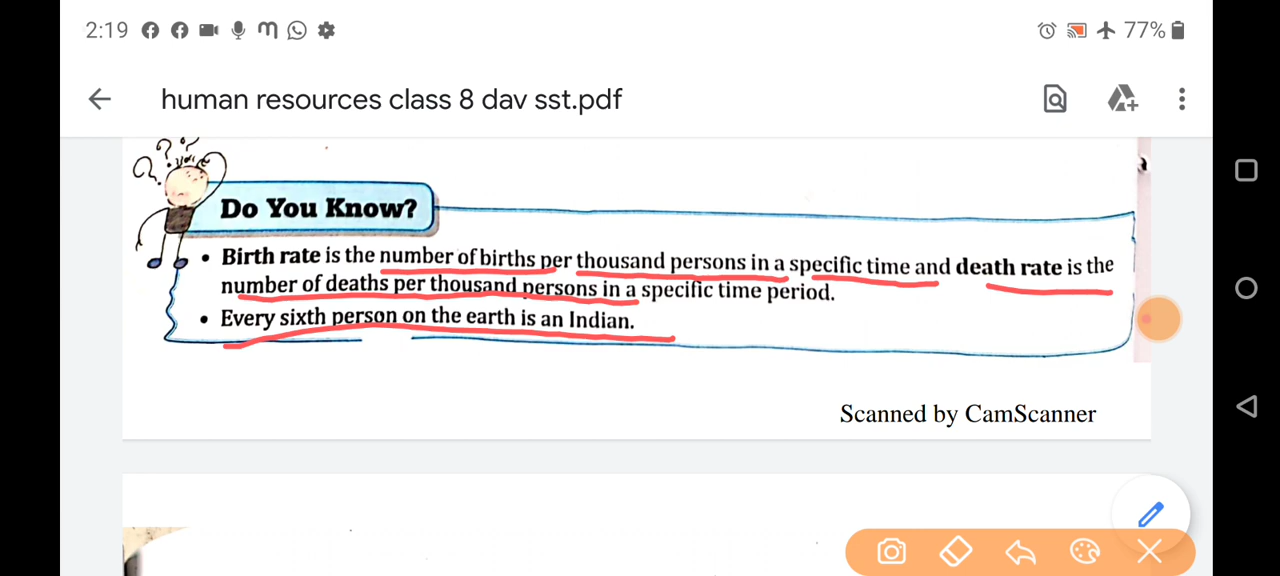 2:19 77%
human resources class 8 dav sst.pdf
Do You Know?
• Birth rate is the number of births per thousand persons in a specific time and death rate is the
number of deaths per thousand persons in a specific time period.
• Every sixth person on the earth is an Indian.
Scanned by CamScanner